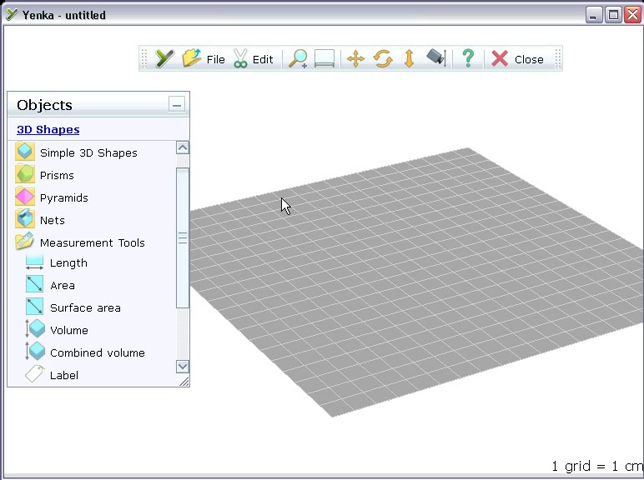 Yenka - untitled
File Edit ? Close
Objects
3D Shapes
Simple 3D Shapes
Prisms
Pyramids
Nets
Measurement Tools
Length
Area
Surface area
Volume
Combined volume
Label
1 grid = 1 cm